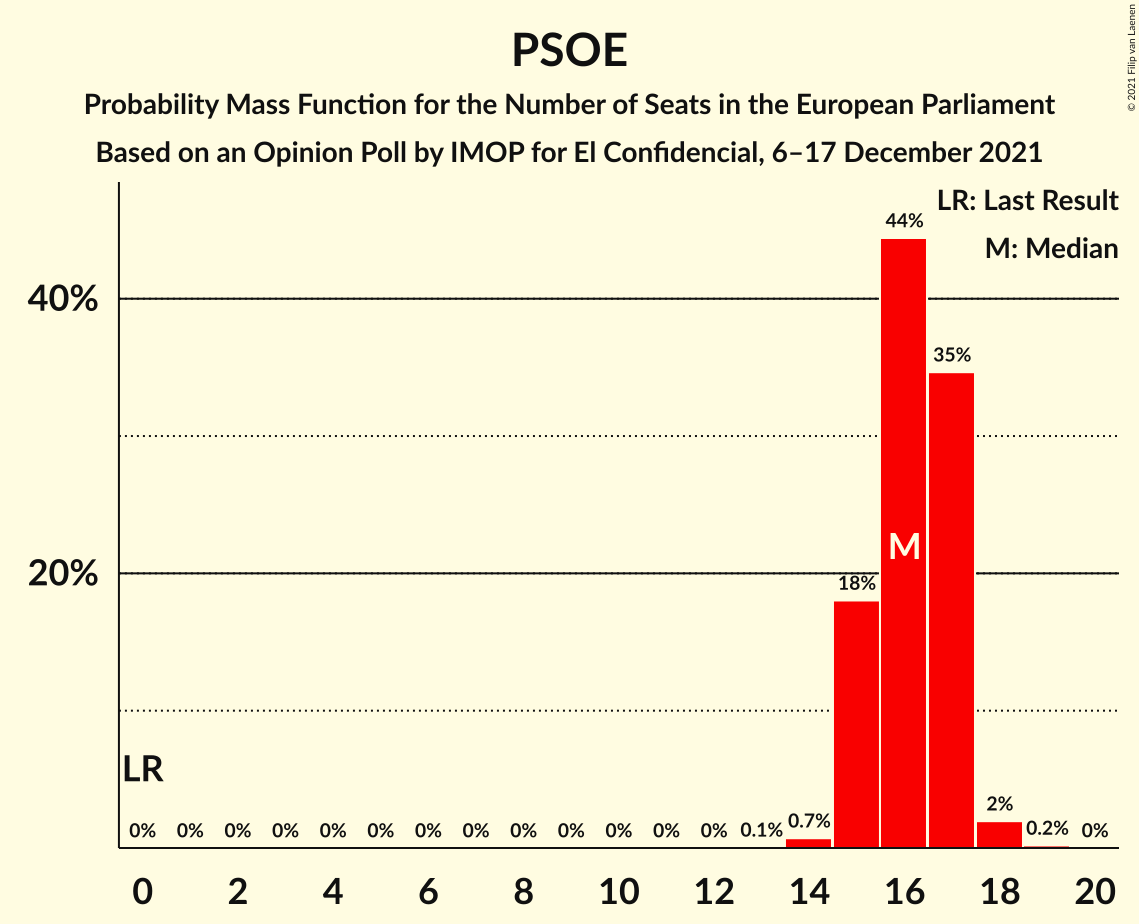 PSOE
Probability Mass Function for the Number of Seats in the European Parliament
Based on an Opinion Poll by IMOP for El Confidencial, 6–17 December 2021
© 2021 Filip van Laenen
LR: Last Result
M: Median
44%
40%
35%
M
20%
18%
LR
0% 0% 0% 0% 0% 0% 0% 0% 0% 0% 0% 0% 0% 0.1% 0.7% 2% 0.2% 0%
0 2 4 6 8 10 12 14 16 18 20